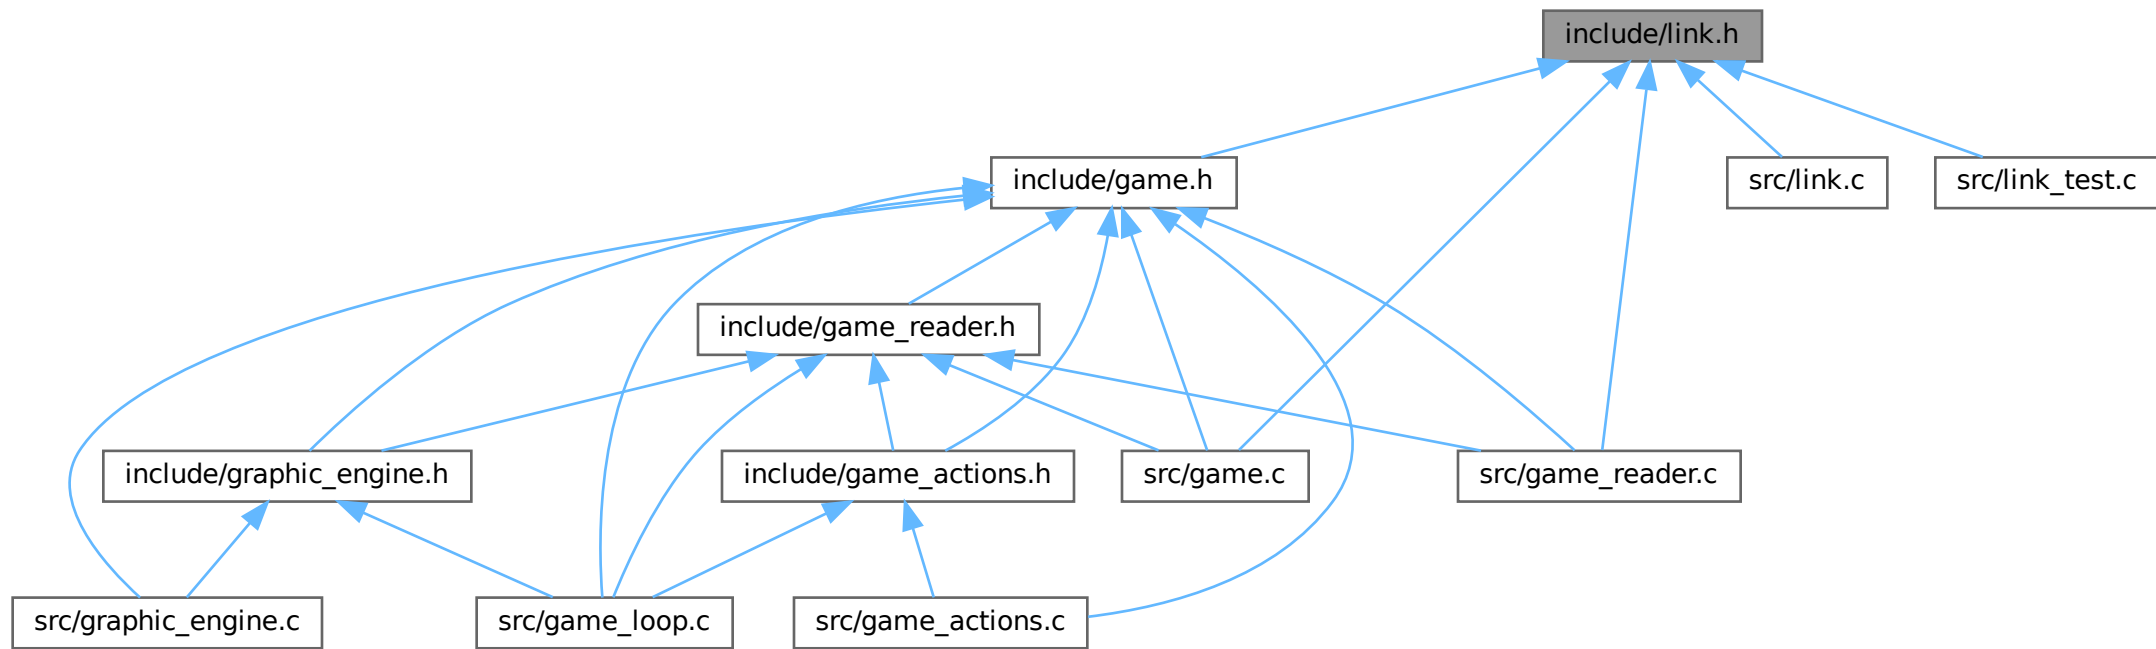 include/link.h
include/game.h
src/link.c
src/link_test.c
include/game_reader.h
include/graphic_engine.h
include/game_actions.h
src/game.c
src/game_reader.c
src/graphic_engine.c
src/game_loop.c
src/game_actions.c